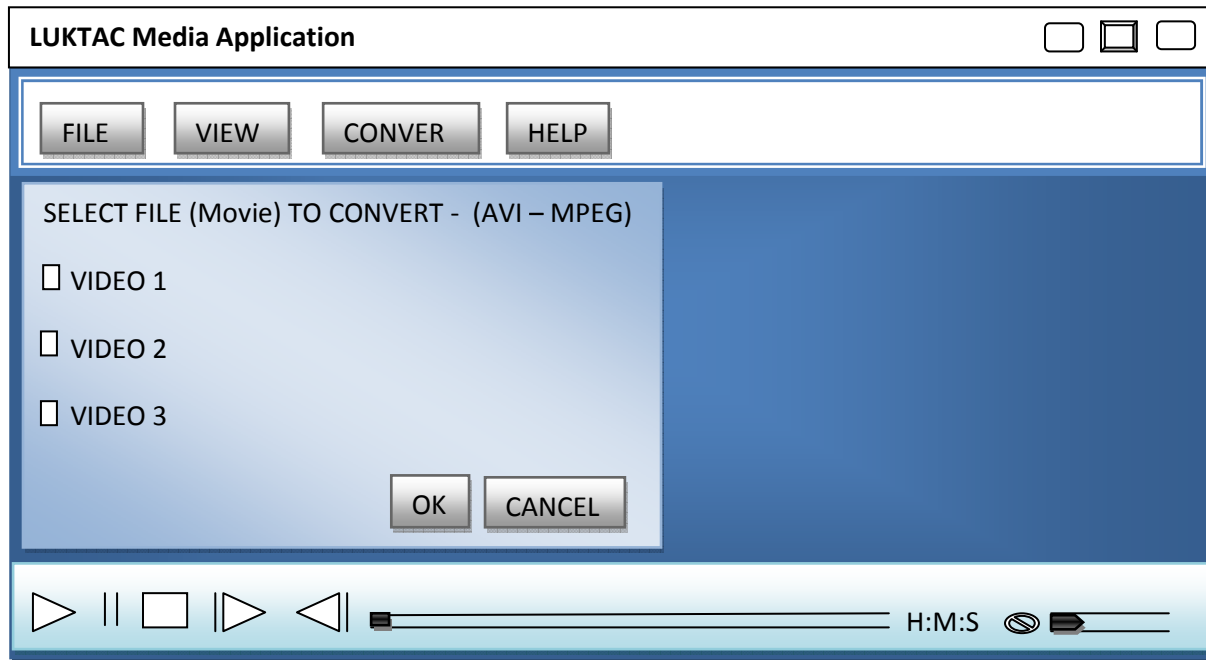 LUKTAC Media Application
FILE VIEW CONVER HELP
SELECT FILE (Movie) TO CONVERT - (AVI – MPEG)
VIDEO 1
VIDEO 2
VIDEO 3
OK CANCEL
H:M:S